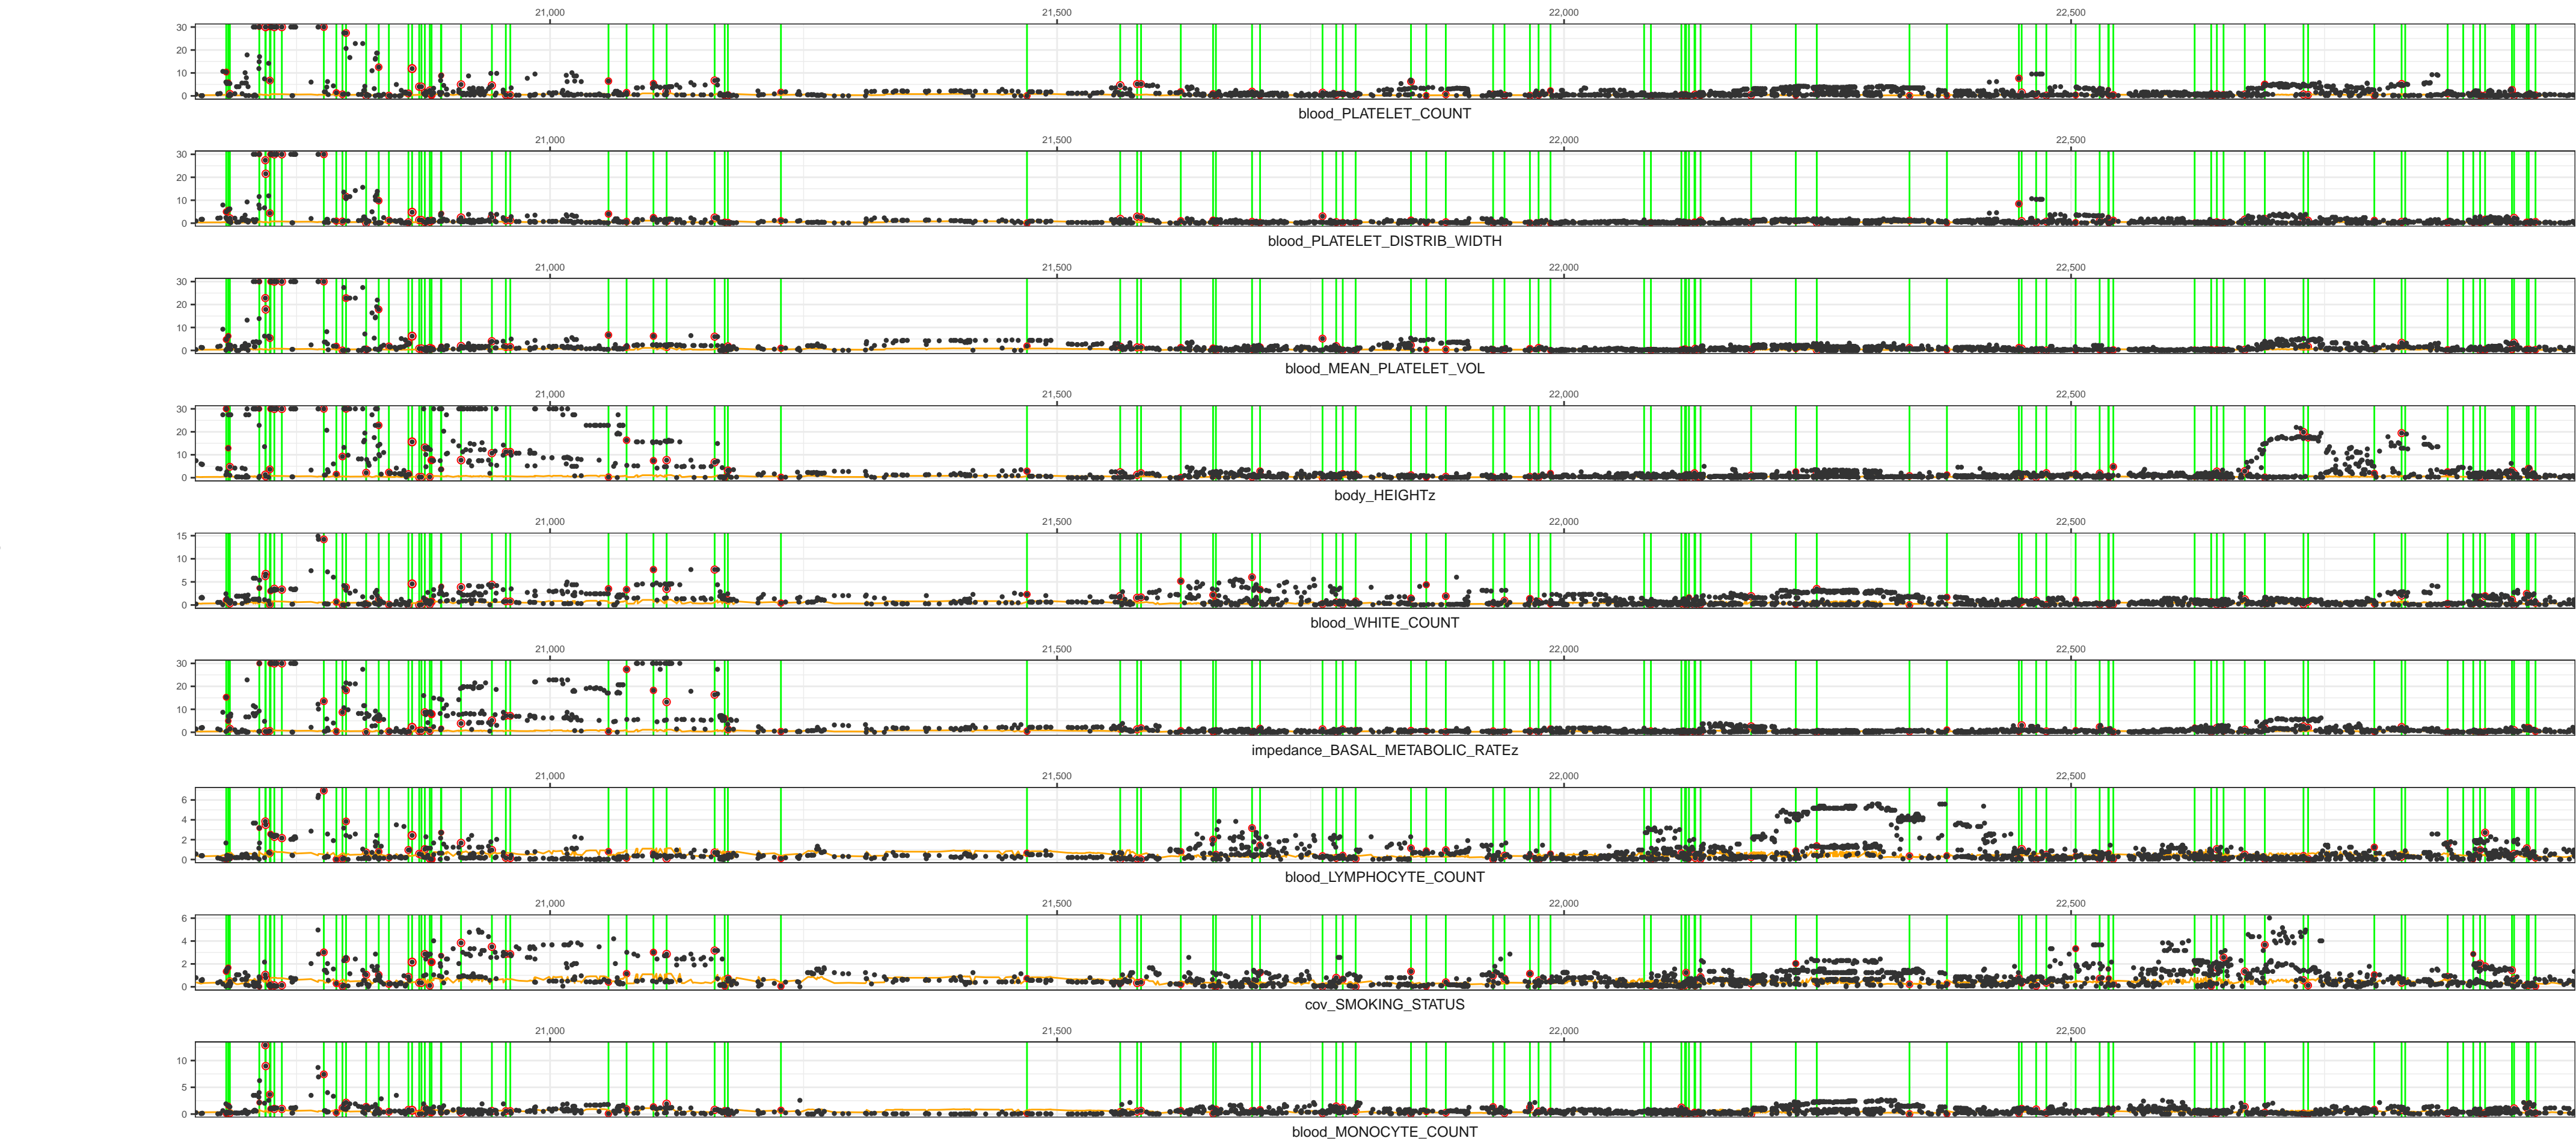 21,000 21,500 22,000 22,500
30
20
10
0
blood_PLATELET_COUNT
21,000 21,500 22,000 22,500
30
20
10
0
blood_PLATELET_DISTRIB_WIDTH
21,000 21,500 22,000 22,500
30
20
10
0
blood_MEAN_PLATELET_VOL
21,000 21,500 22,000 22,500
30
20
10
0
body_HEIGHTz
21,000 21,500 22,000 22,500
15
10
5
0
blood_WHITE_COUNT
21,000 21,500 22,000 22,500
30
20
10
0
impedance_BASAL_METABOLIC_RATEz
21,000 21,500 22,000 22,500
6
4
2
0
blood_LYMPHOCYTE_COUNT
21,000 21,500 22,000 22,500
6
4
2
0
cov_SMOKING_STATUS
21,000 21,500 22,000 22,500
10
5
0
blood_MONOCYTE_COUNT